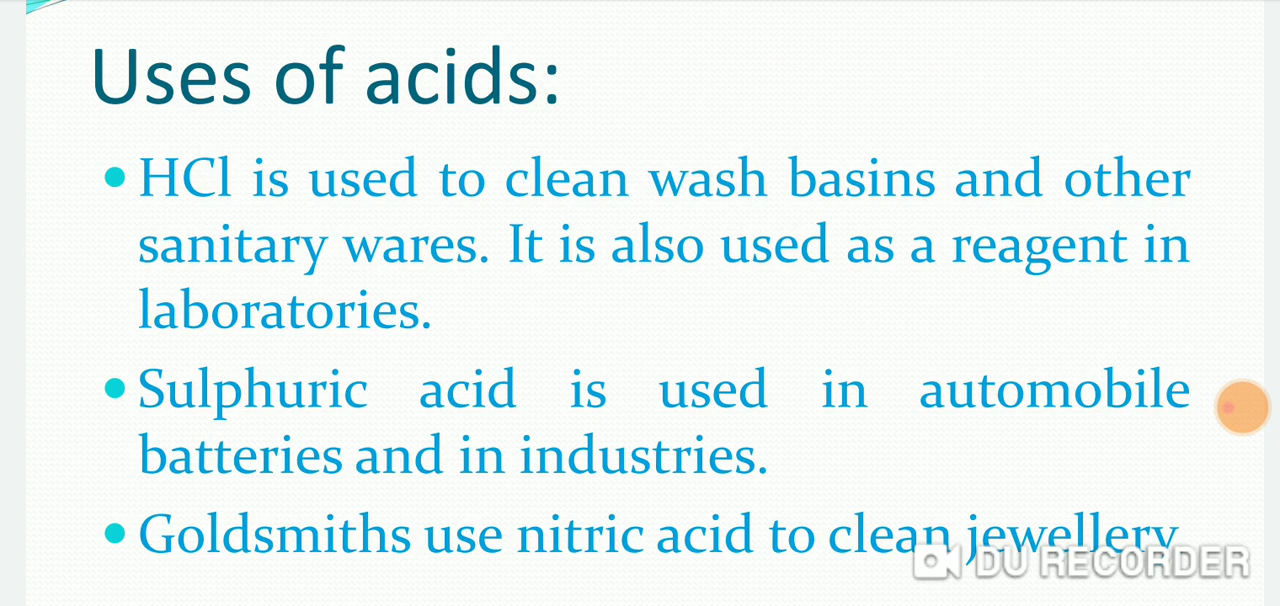 Uses of acids:
• HCl is used to clean wash basins and other
sanitary wares. It is also used as a reagent in
laboratories.
• Sulphuric acid is used in automobile
batteries and in industries.
• Goldsmiths use nitric acid to clean jewellery
DU RECORDER